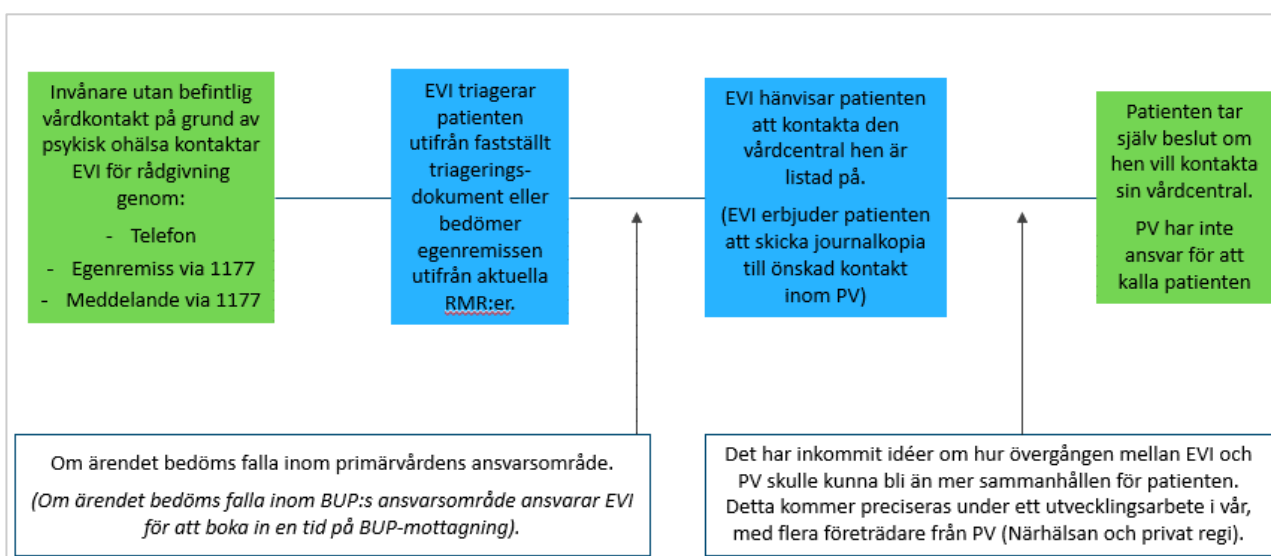 Invånare utan befintlig
vårdkontakt på grund av
psykisk ohälsa kontaktar
EVI för rådgivning
genom:
- Telefon
- Egenremiss via 1177
- Meddelande via 1177
EVI triagerar
patienten
utifrån fastställt
triagerings-
dokument eller
bedömer
egenremissen
utifrån aktuella
RMR:er.
EVI hänvisar patienten
att kontakta den
vårdcentral hen är
listad på.
(EVI erbjuder patienten
att skicka journalkopia
till önskad kontakt
inom PV)
Patienten tar
själv beslut om
hen vill kontakta
sin vårdcentral.
PV har inte
ansvar för att
kalla patienten
Om ärendet bedöms falla inom primärvårdens ansvarsområde.
(Om ärendet bedöms falla inom BUP:s ansvarsområde ansvarar EVI
för att boka in en tid på BUP-mottagning).
Det har inkommit idéer om hur övergången mellan EVI och
PV skulle kunna bli än mer sammanhållen för patienten.
Detta kommer preciseras under ett utvecklingsarbete i vår,
med flera företrädare från PV (Närhälsan och privat regi).